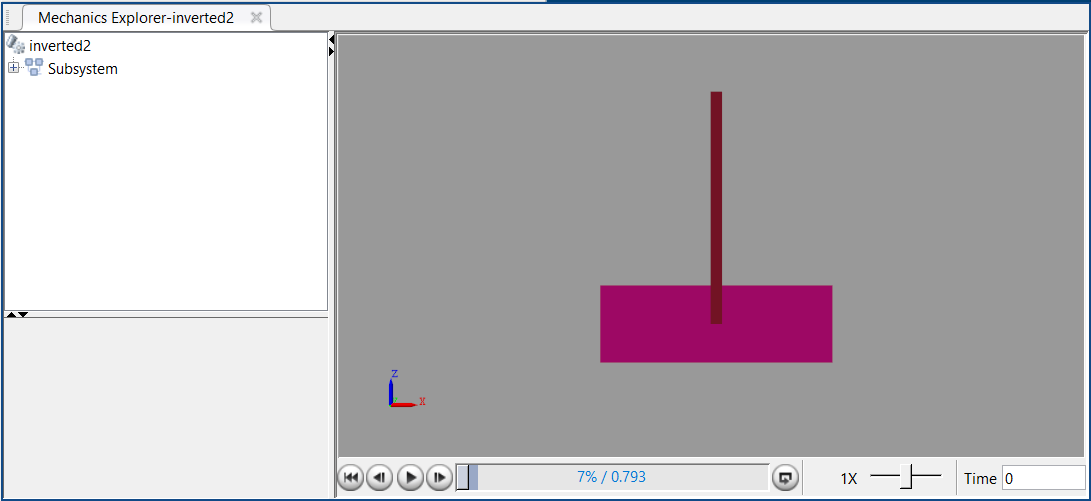 Mechanics Explorer-inverted2
inverted2
Subsystem
Z
X
7% / 0.793
1X
Time 0